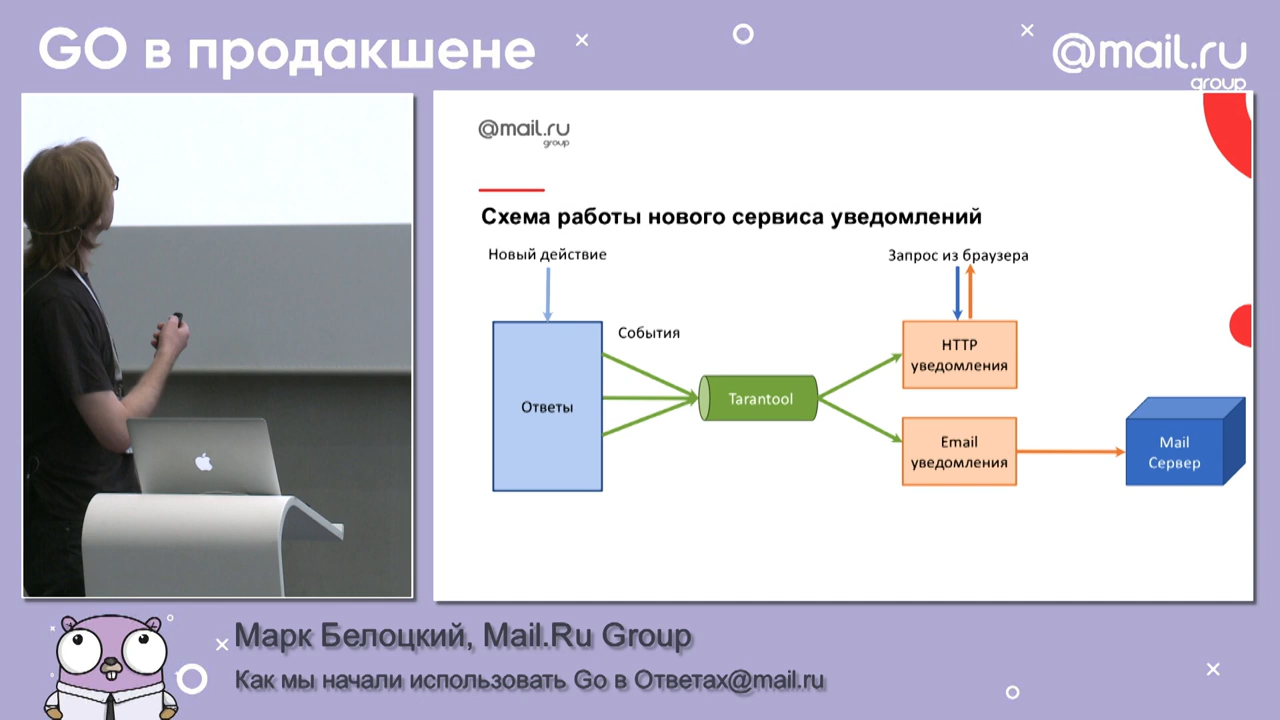 GO в продакшене
@mail.ru
group
@mail.ru
group
Схема работы нового сервиса уведомлений
Новый действие
Запрос из браузера
События
Ответы
Tarantool
HTTP
уведомления
Email
уведомления
Mail
Сервер
Марк Белоцкий, Mail.Ru Group
Как мы начали использовать Go в Ответах@mail.ru